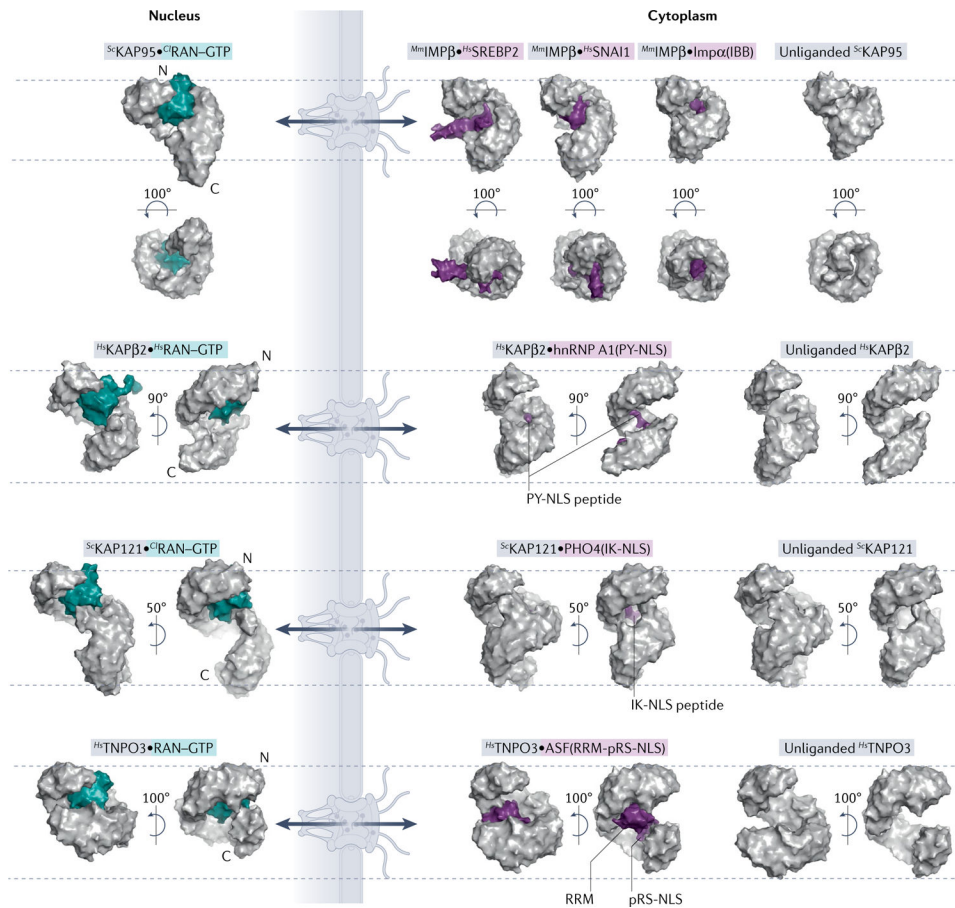 Nucleus
Cytoplasm
ScKAP95•CtRAN–GTP
MmIMPβ•HsSREBP2
MmIMPβ•HsSNAI1
MmIMPβ•Impα(IBB)
Unliganded ScKAP95
N
C
100°
100°
100°
100°
100°
HsKAPβ2•HsRAN–GTP
HsKAPβ2•hnRNP A1(PY-NLS)
Unliganded HsKAPβ2
N
90°
90°
90°
C
PY-NLS peptide
ScKAP121•CtRAN–GTP
ScKAP121•PHO4(IK-NLS)
Unliganded ScKAP121
N
50°
50°
50°
C
IK-NLS peptide
HsTNPO3•RAN–GTP
HsTNPO3•ASF(RRM-pRS-NLS)
Unliganded HsTNPO3
N
100°
100°
100°
C
RRM
pRS-NLS